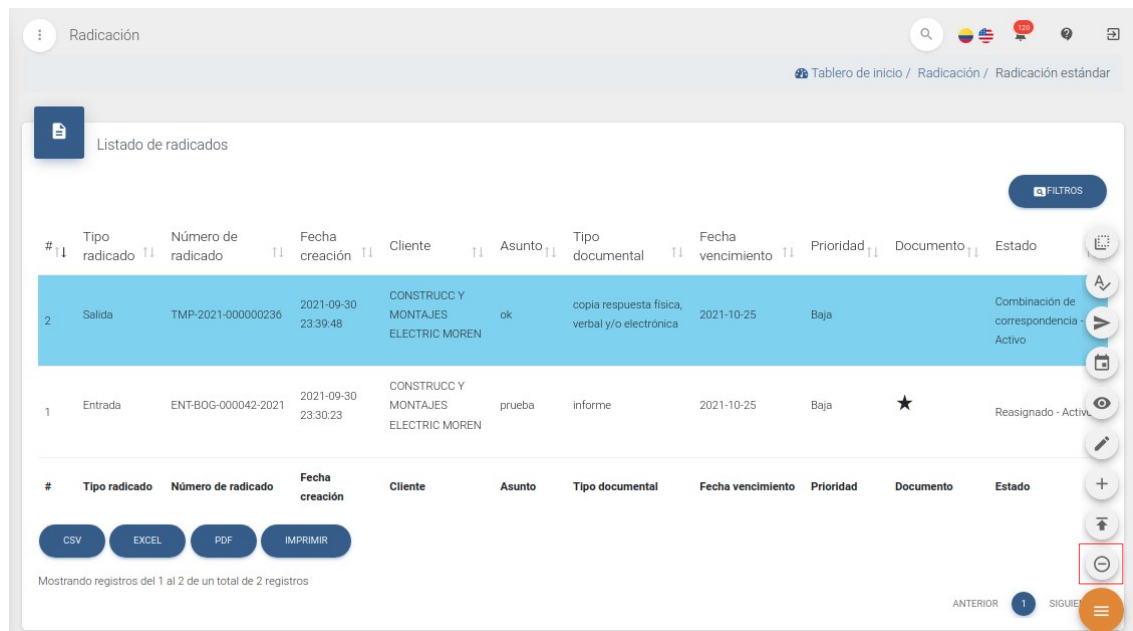 Radicación
120
Tablero de inicio / Radicación / Radicación estándar
Listado de radicados
FILTROS
# Tipo radicado Número de radicado Fecha creación Cliente Asunto Tipo documental Fecha vencimiento Prioridad Documento Estado
2 Salida TMP-2021-000000236 2021-09-30 23:39:48 CONSTRUCC Y MONTAJES ELECTRIC MOREN ok copia respuesta física, verbal y/o electrónica 2021-10-25 Baja Combinación de correspondencia - Activo
1 Entrada ENT-BOG-000042-2021 2021-09-30 23:30:23 CONSTRUCC Y MONTAJES ELECTRIC MOREN prueba informe 2021-10-25 Baja Reasignado - Activo
# Tipo radicado Número de radicado Fecha creación Cliente Asunto Tipo documental Fecha vencimiento Prioridad Documento Estado
CSV EXCEL PDF IMPRIMIR
Mostrando registros del 1 al 2 de un total de 2 registros
ANTERIOR 1 SIGUIE